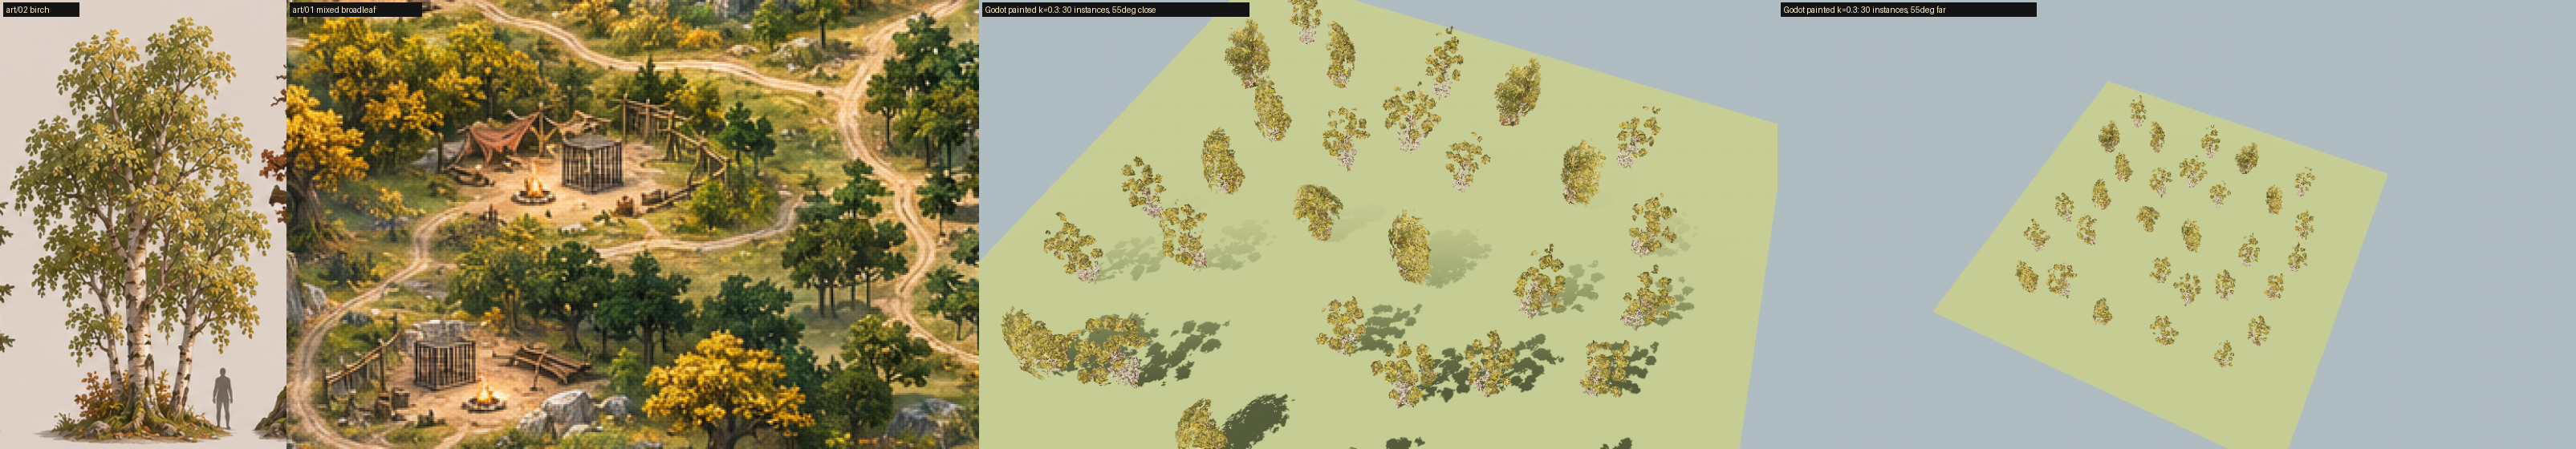 art/02 birch
art/01 mixed broadleaf
Godot painted k=0.3: 30 instances, 55deg close
Godot painted k=0.3: 30 instances, 55deg far